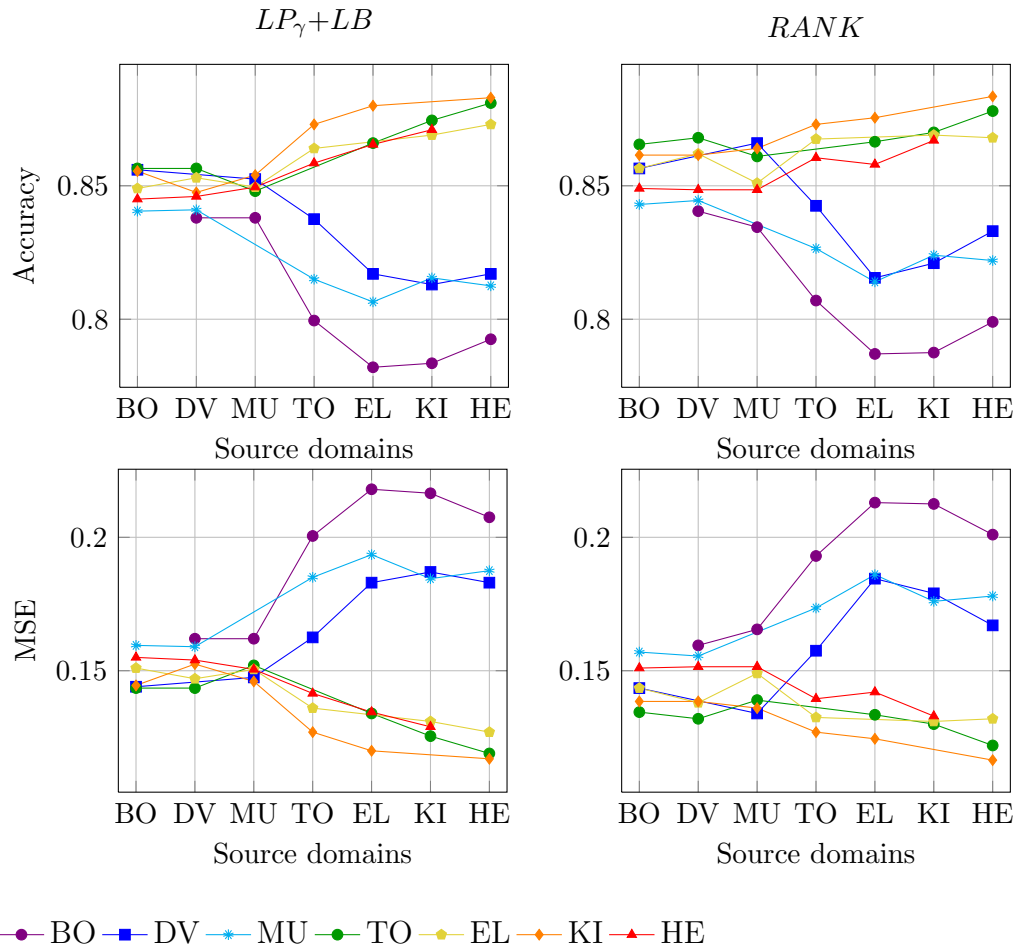 LPγ+LB
RANK
Accuracy
0.85
0.8
BO DV MU TO EL KI HE
Source domains
0.85
0.8
BO DV MU TO EL KI HE
Source domains
MSE
0.2
0.15
BO DV MU TO EL KI HE
Source domains
0.2
0.15
BO DV MU TO EL KI HE
Source domains
BO DV MU TO EL KI HE